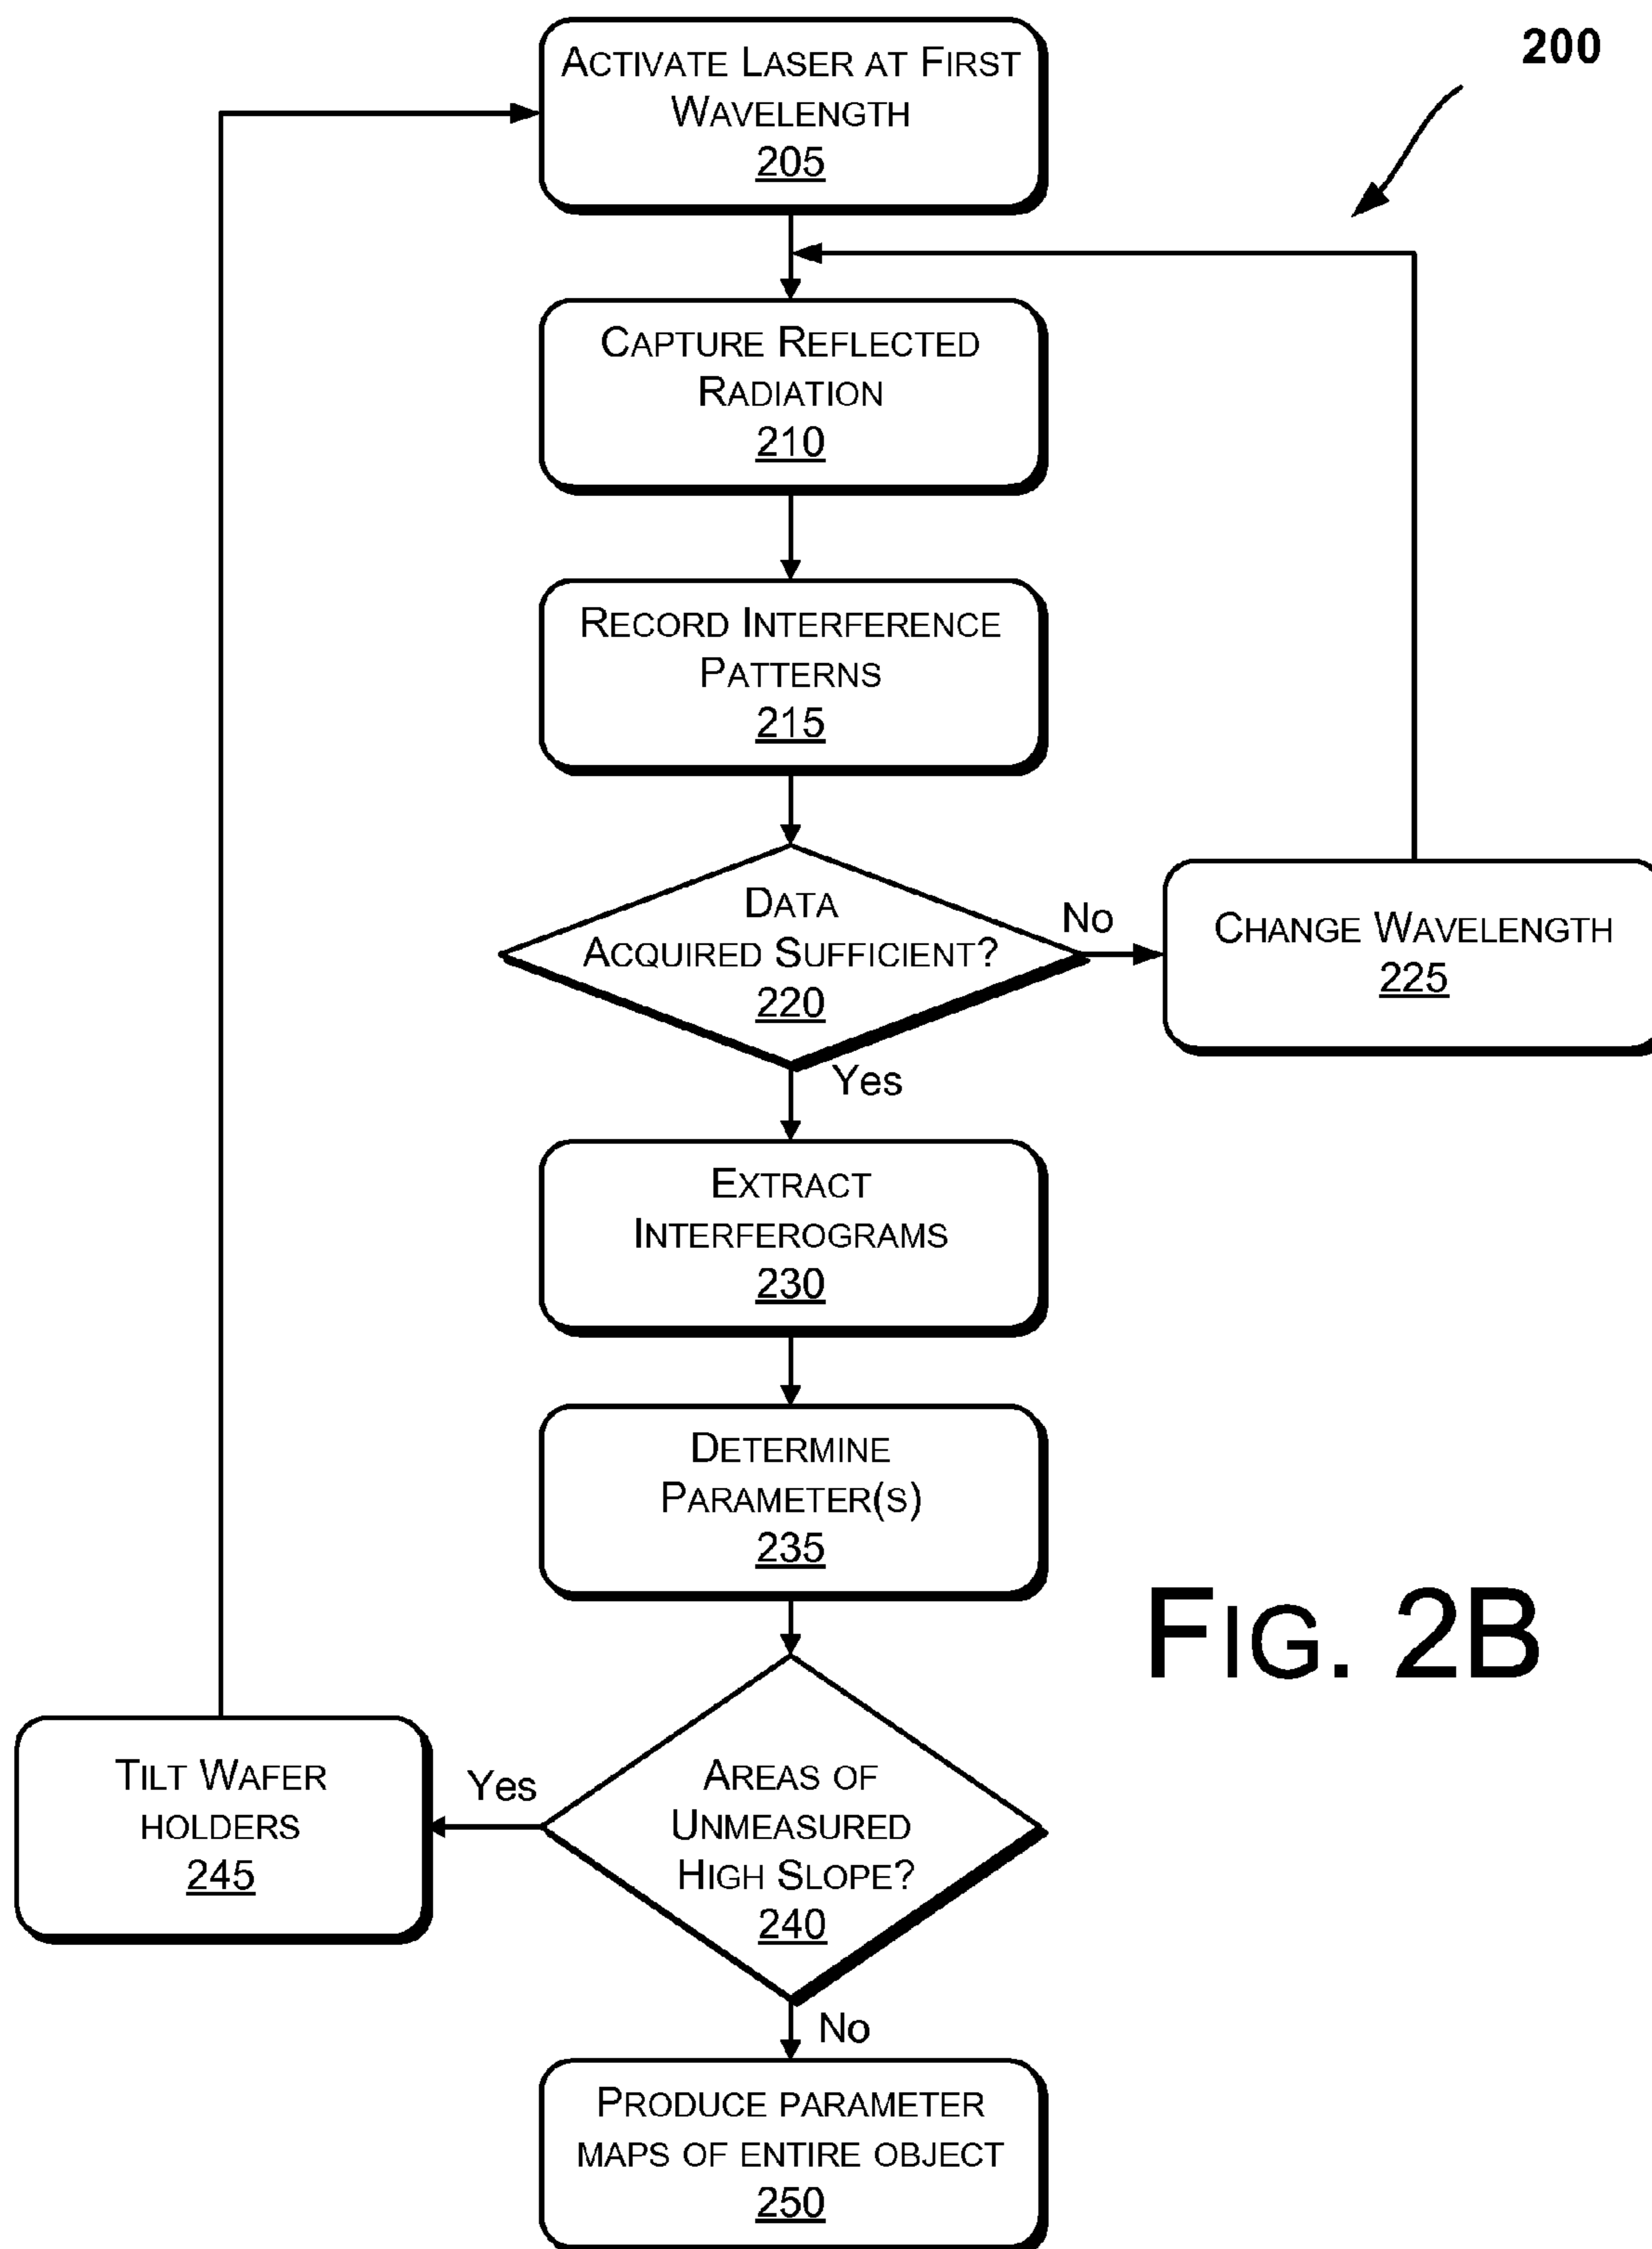 200
ACTIVATE LASER AT FIRST
WAVELENGTH
205
CAPTURE REFLECTED
RADIATION
210
RECORD INTERFERENCE
PATTERNS
215
DATA
ACQUIRED SUFFICIENT?
220
No
CHANGE WAVELENGTH
225
Yes
EXTRACT
INTERFEROGRAMS
230
DETERMINE
PARAMETER(S)
235
AREAS OF
UNMEASURED
HIGH SLOPE?
240
Yes
TILT WAFER
HOLDERS
245
No
PRODUCE PARAMETER
MAPS OF ENTIRE OBJECT
250
FIG. 2B